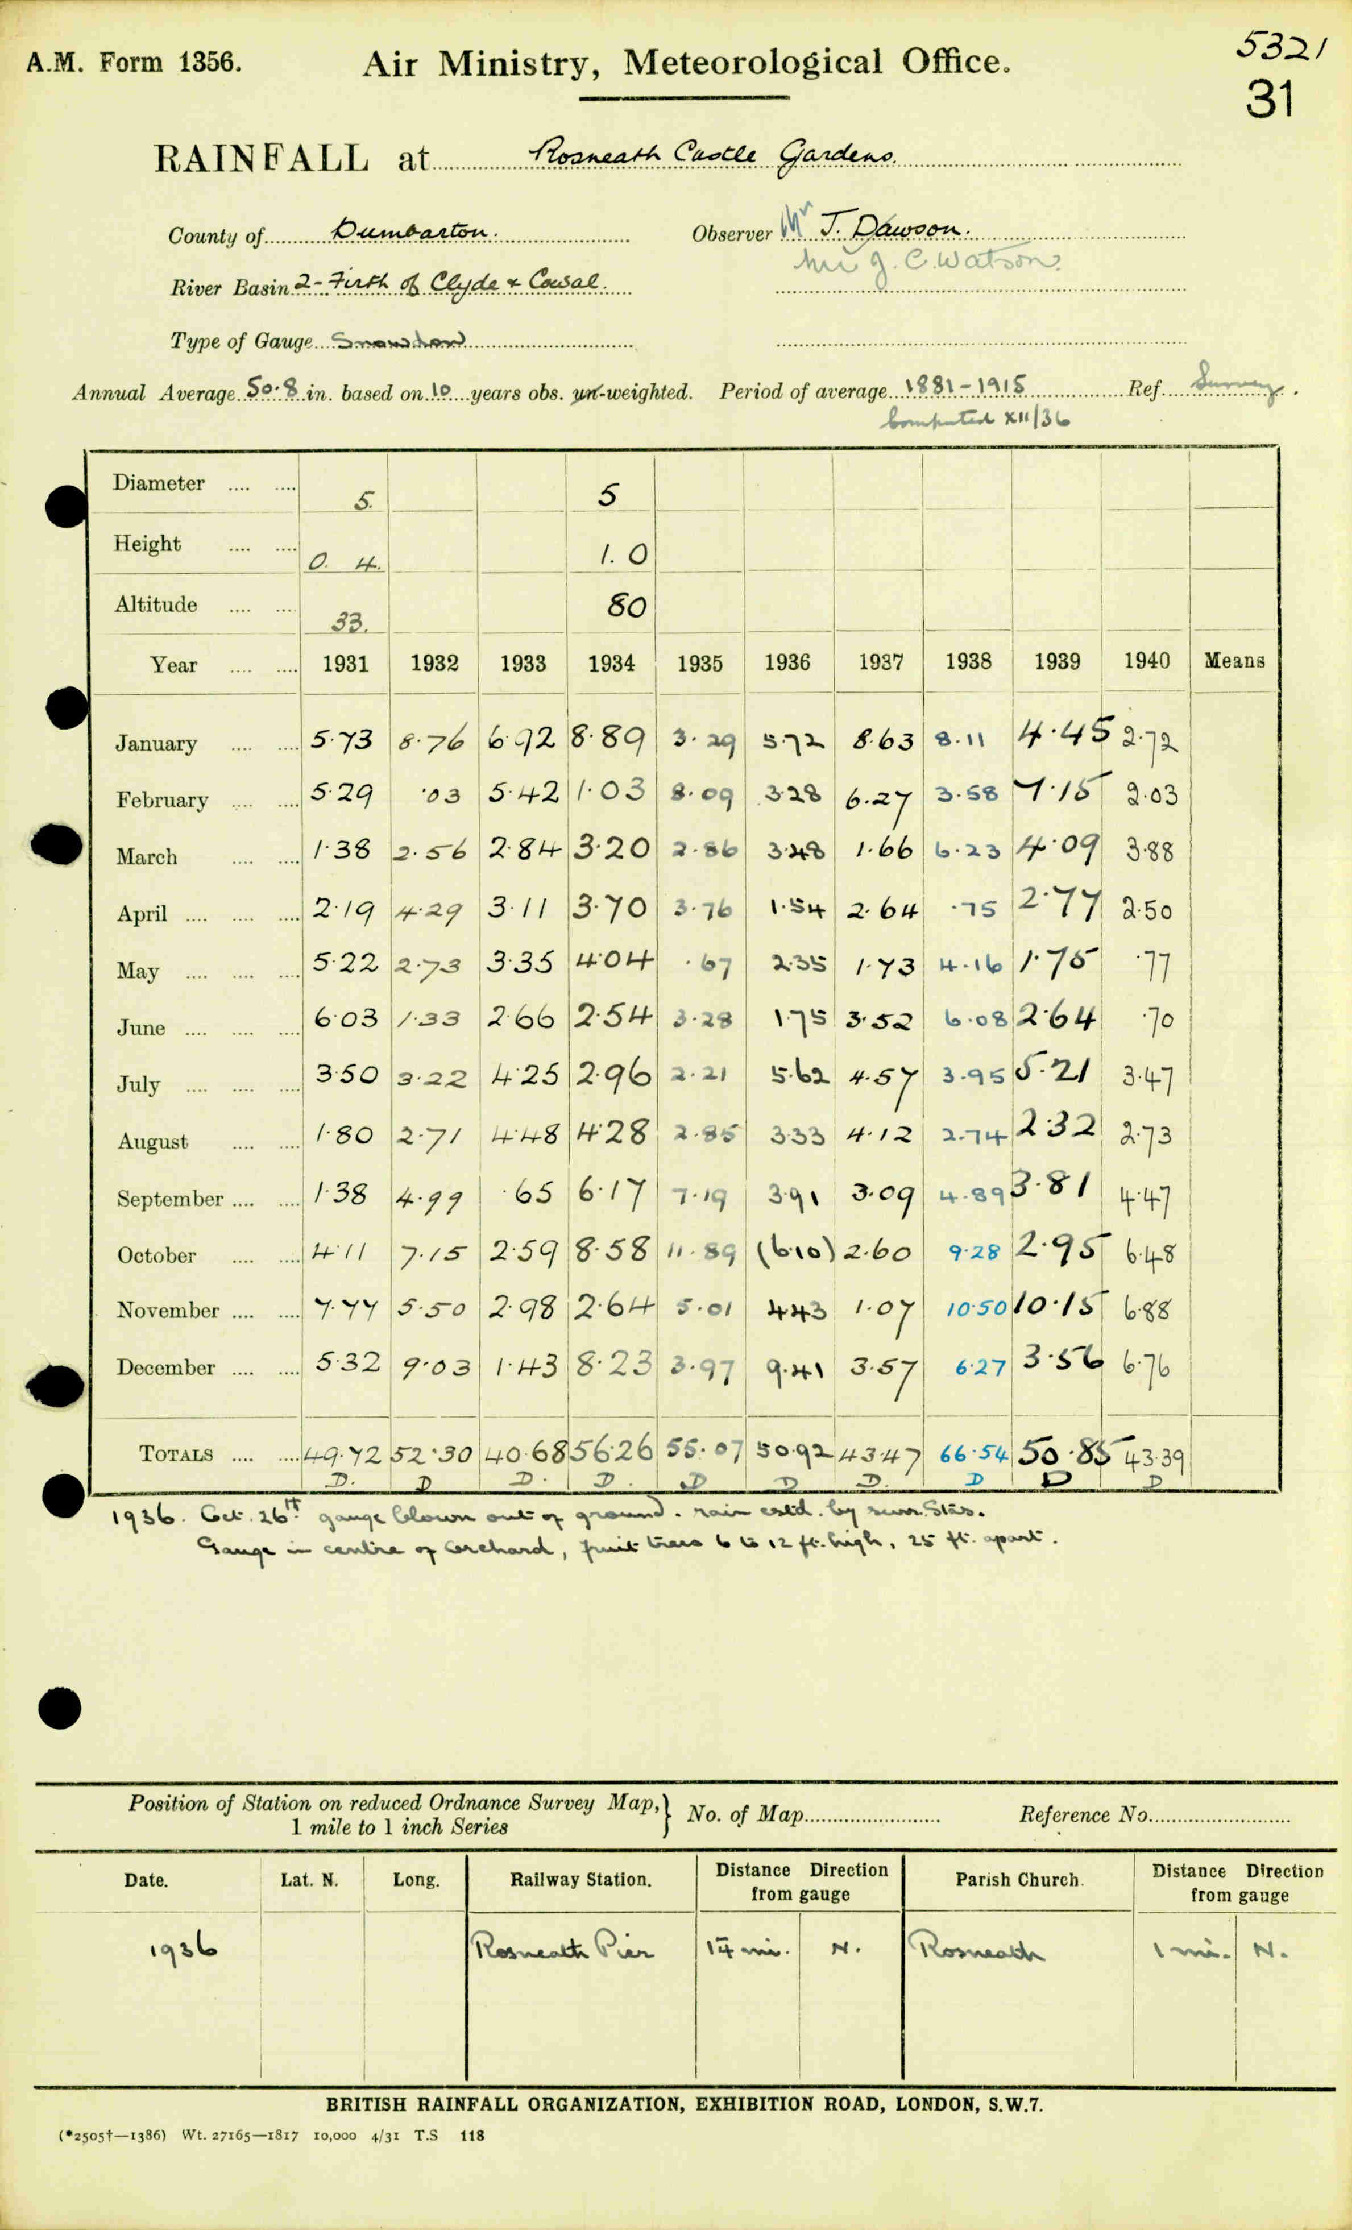 5321
A.M. Form 1356. Air Ministry, Meteorological Office. 31
RAINFALL at Rosneath Castle Gardens.
County of Dumbarton. Observer Mr J. Dawson.
Mr J. C. Watson.
River Basin 2-Firth of Clyde & Cowal.
Type of Gauge Snowdon
Annual Average 50.8 in. based on 10 years obs. un-weighted. Period of average 1881-1915 Ref. Survey.
Computed XII/36
Diameter .... .... 5. 5
Height .... .... 0. 4. 1. 0
Altitude .... .... 33. 80
Year .... .... 1931 1932 1933 1934 1935 1936 1937 1938 1939 1940 Means
January .... .... 5.73 8.76 6.92 8.89 3.29 5.72 8.63 8.11 4.45 2.72
February .... .... 5.29 .03 5.42 1.03 8.09 3.28 6.27 3.58 7.15 2.03
March .... .... 1.38 2.56 2.84 3.20 2.86 3.48 1.66 6.23 4.09 3.88
April .... .... .... 2.19 4.29 3.11 3.70 3.76 1.54 2.64 .75 2.77 2.50
May .... .... .... 5.22 2.73 3.35 4.04 .67 2.35 1.73 4.16 1.75 .77
June .... .... .... 6.03 1.33 2.66 2.54 3.28 1.75 3.52 6.08 2.64 .70
July .... .... .... 3.50 3.22 4.25 2.96 2.21 5.62 4.57 3.95 5.21 3.47
August .... .... 1.80 2.71 4.48 4.28 2.85 3.33 4.12 2.74 2.32 2.73
September .... .... 1.38 4.99 .65 6.17 7.19 3.91 3.09 4.89 3.81 4.47
October .... .... 4.11 7.15 2.59 8.58 11.89 (6.10) 2.60 9.28 2.95 6.48
November .... .... 7.77 5.50 2.98 2.64 5.01 4.43 1.07 10.50 10.15 6.88
December .... .... 5.32 9.03 1.43 8.23 3.97 9.41 3.57 6.27 3.56 6.76
TOTALS .... .... 49.72 52.30 40.68 56.26 55.07 50.92 43.47 66.54 50.85 43.39
D. D D. D. D D D. D D D
1936. Oct. 26th gauge blown out of ground. rain estd. by surr. Stns.
Gauge in centre of Orchard, fruit trees 6 to 12 ft. high, 25 ft. apart.
Position of Station on reduced Ordnance Survey Map,} No. of Map Reference No.
1 mile to 1 inch Series
Date. Lat. N. Long. Railway Station. Distance Direction from gauge Parish Church. Distance Direction from gauge
1936 Rosneath Pier mi. N. Rosneath 1 mi. N.
BRITISH RAINFALL ORGANIZATION, EXHIBITION ROAD, LONDON, S.W.7.
(*2505†—1386) Wt. 27165—1817 10,000 4/31 T.S 118